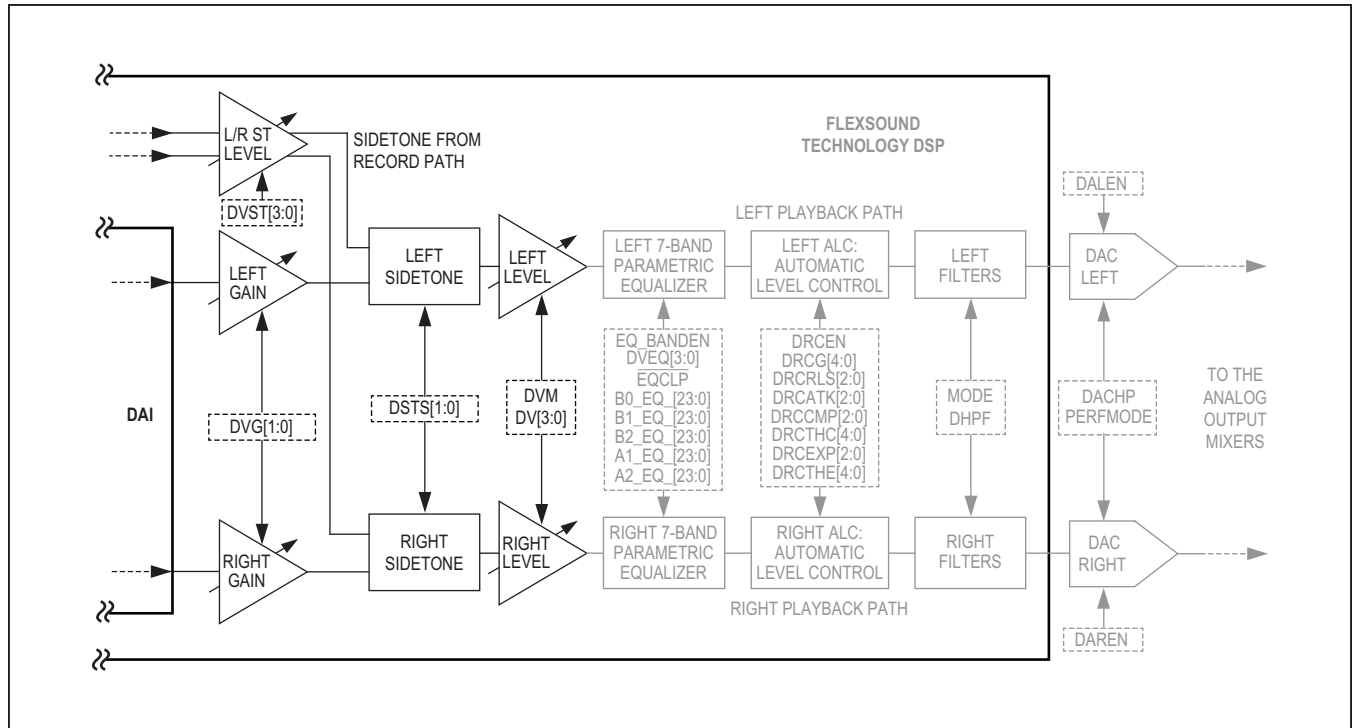 L/R ST
LEVEL
SIDETONE FROM
RECORD PATH
FLEXSOUND
TECHNOLOGY DSP
DVST[3:0]
DALEN
LEFT PLAYBACK PATH
LEFT
GAIN
LEFT
SIDETONE
LEFT
LEVEL
LEFT 7-BAND
PARAMETRIC
EQUALIZER
LEFT ALC:
AUTOMATIC
LEVEL CONTROL
LEFT
FILTERS
DAC
LEFT
DAI
DVG[1:0]
DSTS[1:0]
DVM
DV[3:0]
EQ_BANDEN
DVEQ[3:0]
EQCLP
B0_EQ_[23:0]
B1_EQ_[23:0]
B2_EQ_[23:0]
A1_EQ_[23:0]
A2_EQ_[23:0]
DRCEN
DRCG[4:0]
DRCRLS[2:0]
DRCATK[2:0]
DRCCMP[2:0]
DRCTHC[4:0]
DRCEXP[2:0]
DRCTHE[4:0]
MODE
DHPF
DACHP
PERFMODE
TO THE
ANALOG
OUTPUT
MIXERS
RIGHT
GAIN
RIGHT
SIDETONE
RIGHT
LEVEL
RIGHT 7-BAND
PARAMETRIC
EQUALIZER
RIGHT ALC:
AUTOMATIC
LEVEL CONTROL
RIGHT
FILTERS
DAC
RIGHT
RIGHT PLAYBACK PATH
DAREN